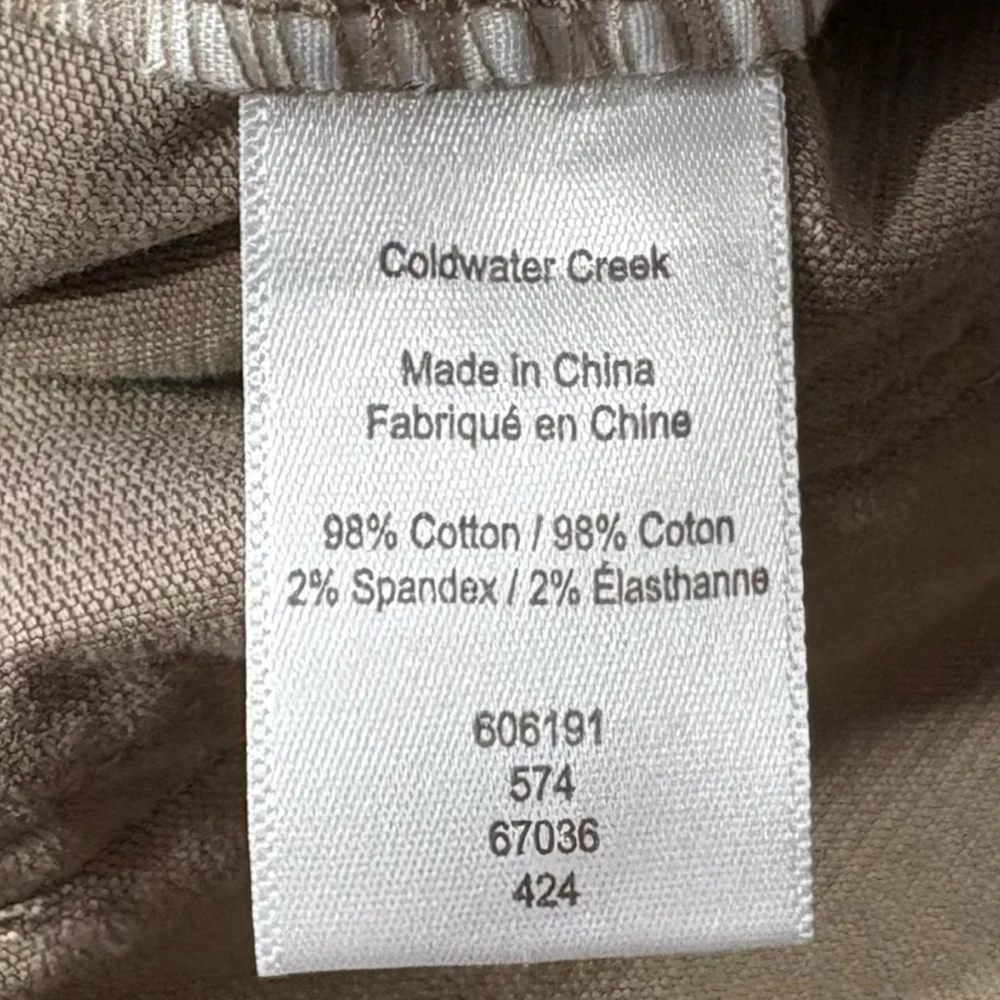 Coldwater Creek
Made in China
Fabriqué en Chine
98% Cotton / 98% Coton
2% Spandex / 2% Élasthanne
606191
574
67036
424